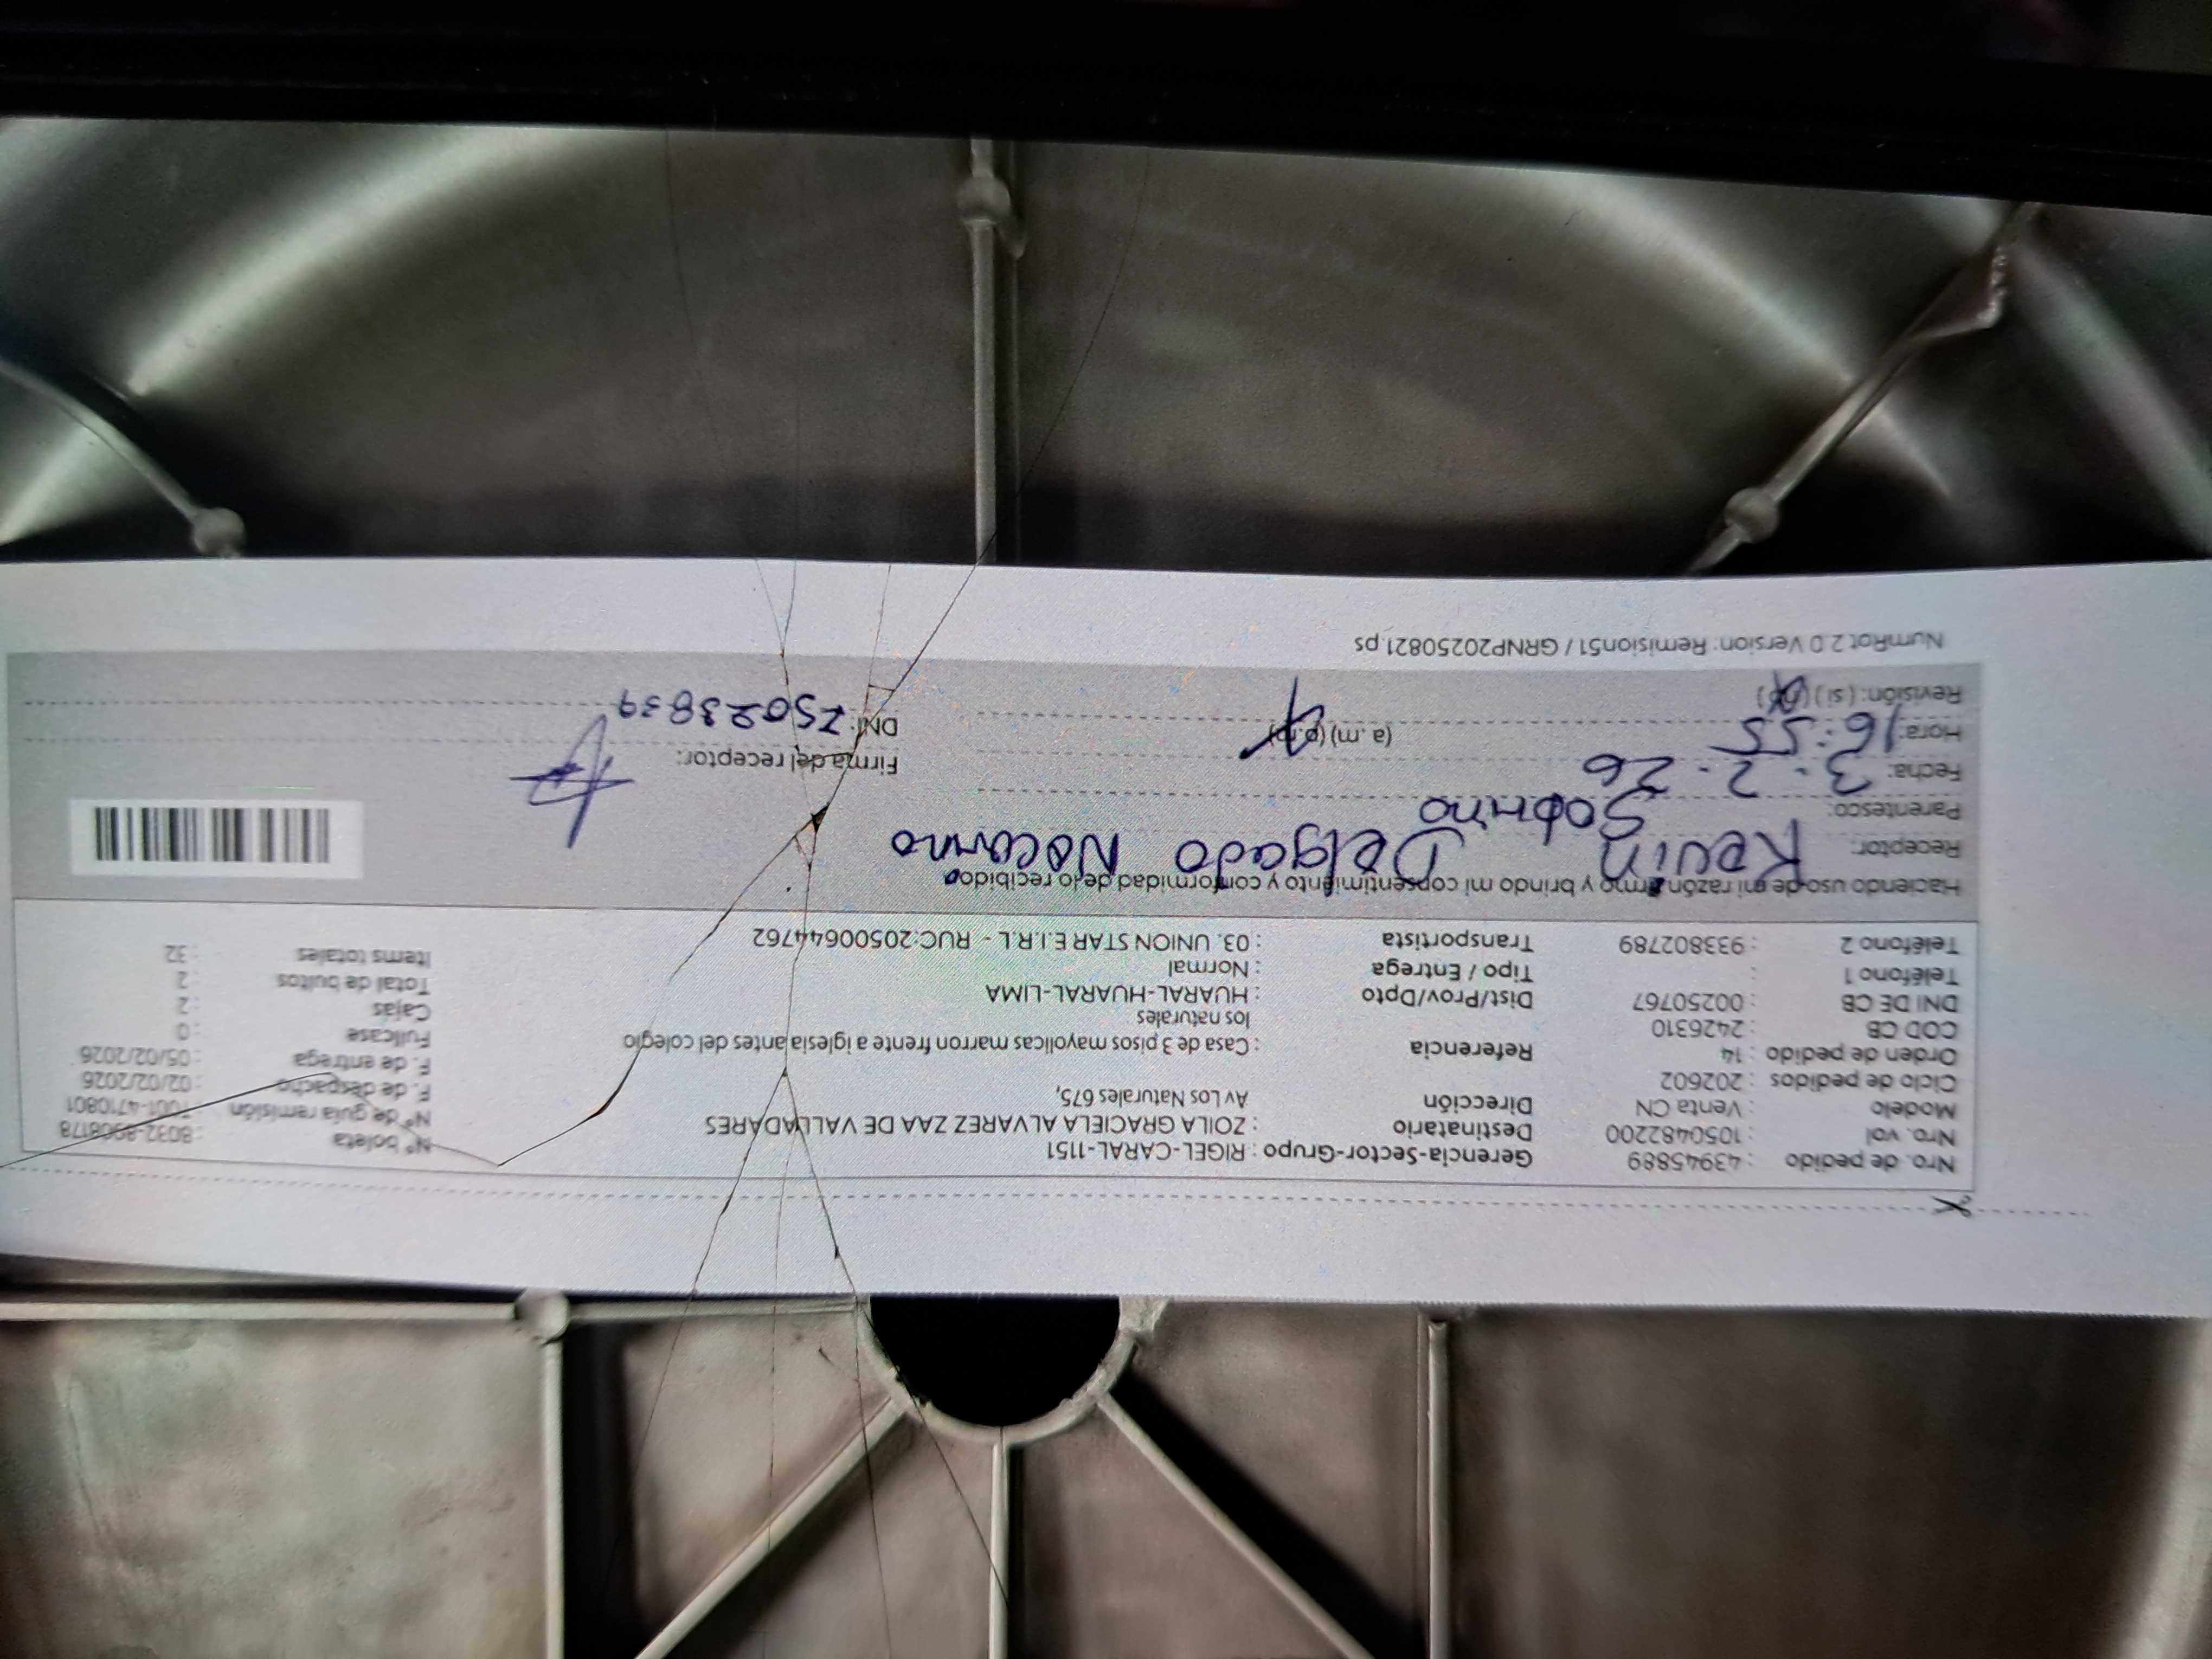 Nro. de pedido : 43945889 Gerencia-Sector-Grupo : RIGEL-CARAL-1151 N° boleta : 8032-8908178
Nro. vol : 1050482200 Destinatario : ZOILA GRACIELA ALVAREZ ZAA DE VALLADARES N° de guía remisión : T001-4710801
Modelo : Venta CN Dirección Av Los Naturales 675, F. de despacho : 02/02/2026
Ciclo de pedidos : 202602 F. de entrega : 05/02/2026
Orden de pedido : 14 Referencia : Casa de 3 pisos mayolicas marron frente a iglesia antes del colegio Fullcase : 0
COD CB : 2426310 los naturales Cajas : 2
DNI DE CB : 00250767 Dist/Prov/Dpto : HUARAL-HUARAL-LIMA Total de bultos : 2
Teléfono 1 : Tipo / Entrega : Normal Items totales : 32
Teléfono 2 : 933802789 Transportista : 03. UNION STAR E.I.R.L - RUC:20500644762
Haciendo uso de mi razón firmo y brindo mi consentimiento y conformidad de lo recibido.
Receptor: Kevin Delgado
Parentesco: Sobrino
Fecha: 3. 2. 26 Firma del receptor:
Hora: 16:55 (a.m) (p.m) DNI: 75023839
Revisión: (si) (no)
NumRot 2.0 Version: Remision51 / GRNP20250821.ps